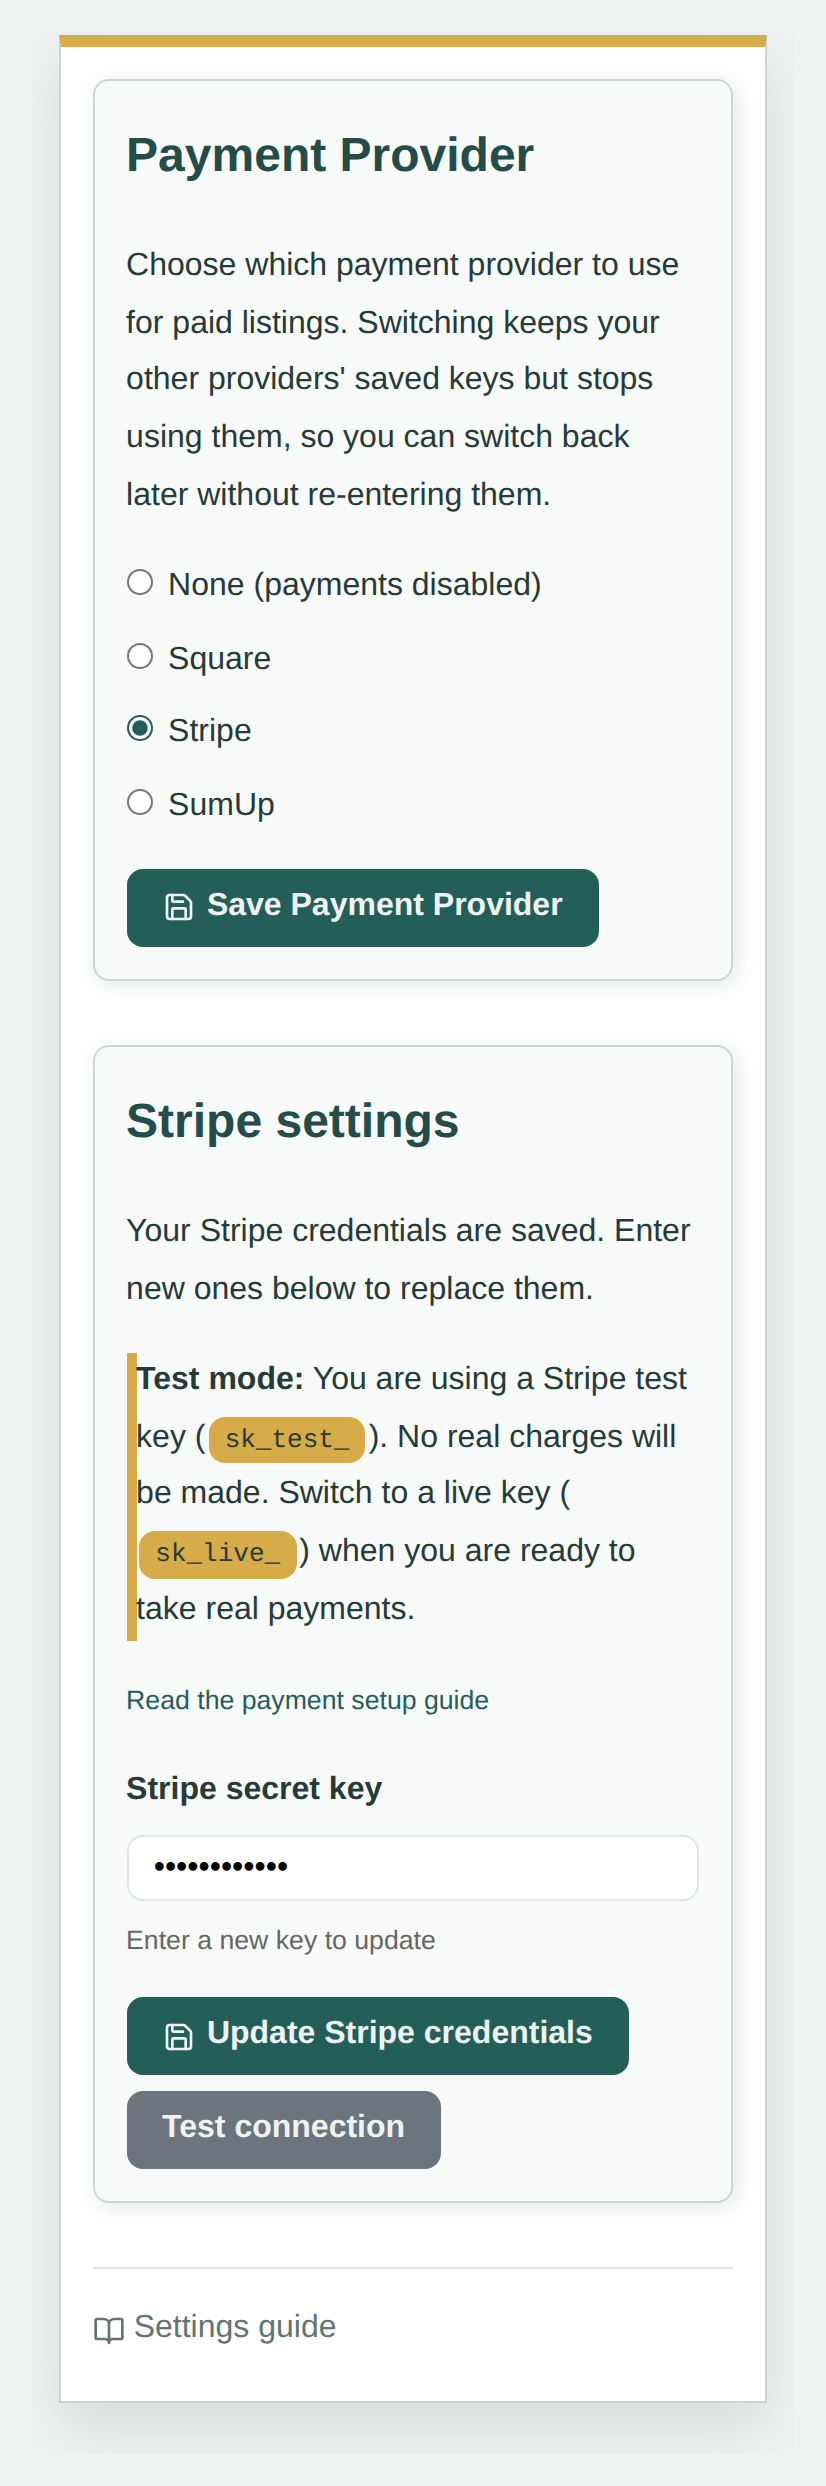 Payment Provider
Choose which payment provider to use
for paid listings. Switching keeps your
other providers' saved keys but stops
using them, so you can switch back
later without re-entering them.
None (payments disabled)
Square
Stripe
SumUp
Save Payment Provider
Stripe settings
Your Stripe credentials are saved. Enter
new ones below to replace them.
Test mode: You are using a Stripe test
key ( sk_test_ ). No real charges will
be made. Switch to a live key (
sk_live_ ) when you are ready to
take real payments.
Read the payment setup guide
Stripe secret key
••••••••••••
Enter a new key to update
Update Stripe credentials
Test connection
Settings guide